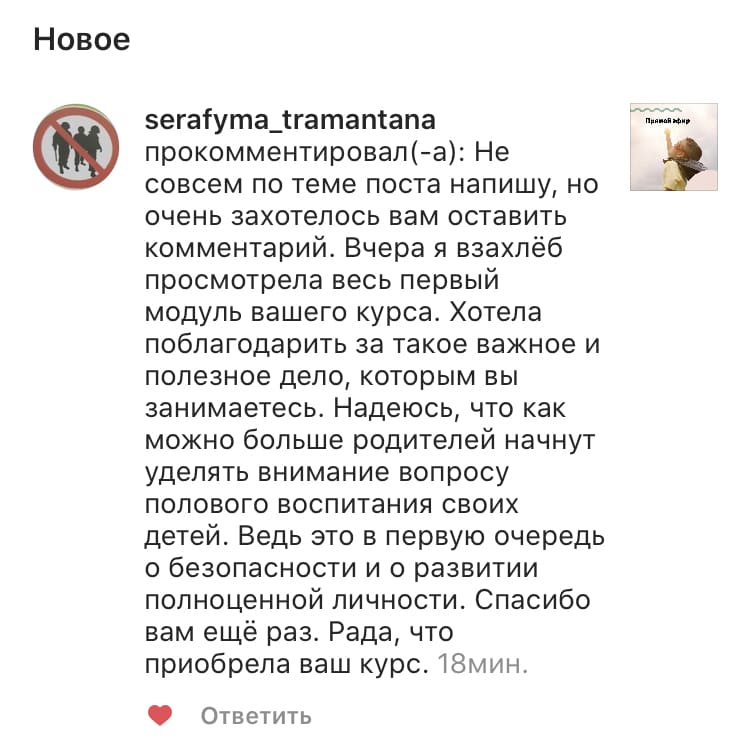 Новое
serafyma_tramantana
прокомментировал(-а): Не
совсем по теме поста напишу, но
очень захотелось вам оставить
комментарий. Вчера я взахлёб
просмотрела весь первый
модуль вашего курса. Хотела
поблагодарить за такое важное и
полезное дело, которым вы
занимаетесь. Надеюсь, что как
можно больше родителей начнут
уделять внимание вопросу
полового воспитания своих
детей. Ведь это в первую очередь
о безопасности и о развитии
полноценной личности. Спасибо
вам ещё раз. Рада, что
приобрела ваш курс. 18мин.
Ответить
Прямой эфир